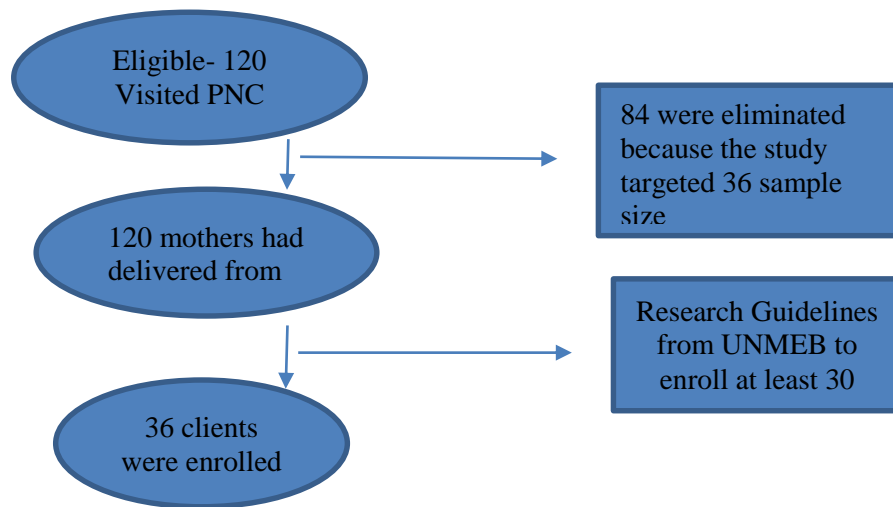 Eligible- 120
Visited PNC
84 were eliminated
because the study
targeted 36 sample
size
120 mothers had
delivered from
Research Guidelines
from UNMEB to
enroll at least 30
36 clients
were enrolled